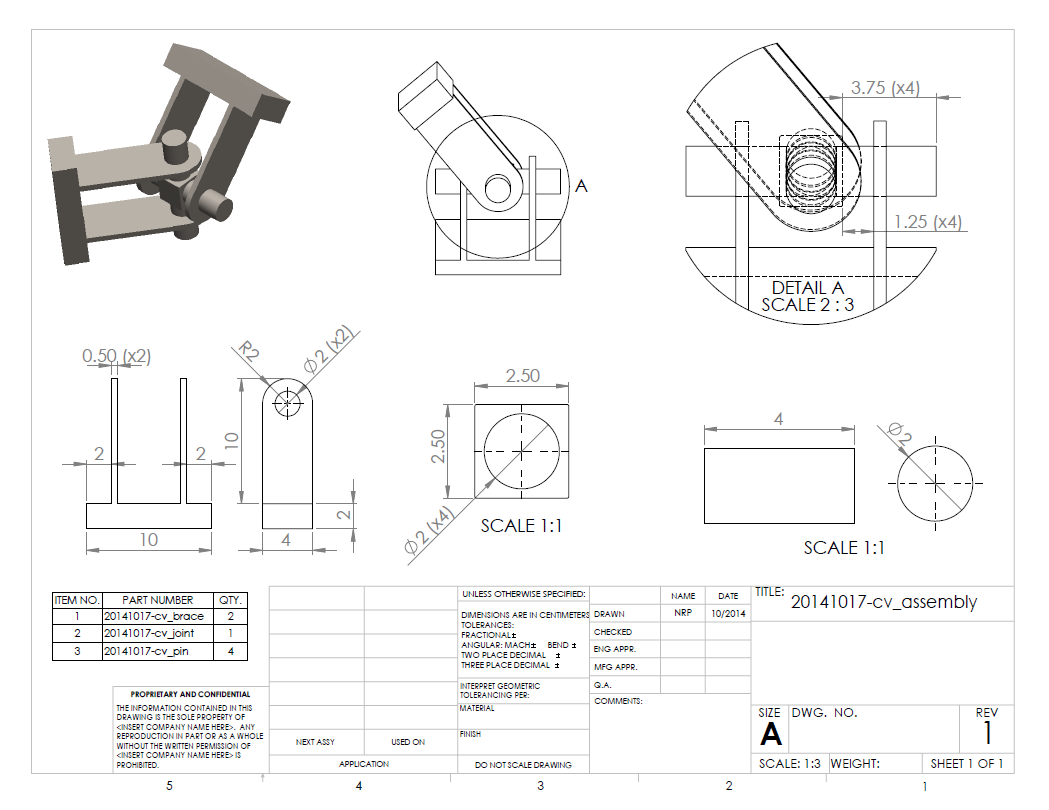 A
3.75 (x4)
1.25 (x4)
DETAIL A
SCALE 2 : 3
0.50 (x2)
2
2
10
R2
∅2 (x2)
10
2
4
2.50
2.50
∅2 (x4)
SCALE 1:1
4
∅2
SCALE 1:1
ITEM NO. PART NUMBER QTY.
1 20141017-cv_brace 2
2 20141017-cv_joint 1
3 20141017-cv_pin 4
PROPRIETARY AND CONFIDENTIAL
THE INFORMATION CONTAINED IN THIS
DRAWING IS THE SOLE PROPERTY OF
<INSERT COMPANY NAME HERE>. ANY
REPRODUCTION IN PART OR AS A WHOLE
WITHOUT THE WRITTEN PERMISSION OF
<INSERT COMPANY NAME HERE> IS
PROHIBITED.
NEXT ASSY USED ON
APPLICATION
UNLESS OTHERWISE SPECIFIED:
DIMENSIONS ARE IN CENTIMETERS
TOLERANCES:
FRACTIONAL±
ANGULAR: MACH± BEND ±
TWO PLACE DECIMAL ±
THREE PLACE DECIMAL ±
INTERPRET GEOMETRIC
TOLERANCING PER:
MATERIAL
FINISH
DO NOT SCALE DRAWING
NAME DATE
DRAWN NRP 10/2014
CHECKED
ENG APPR.
MFG APPR.
Q.A.
COMMENTS:
TITLE:
20141017-cv_assembly
SIZE DWG. NO. REV
A 1
SCALE: 1:3 WEIGHT: SHEET 1 OF 1
5 4 3 2 1